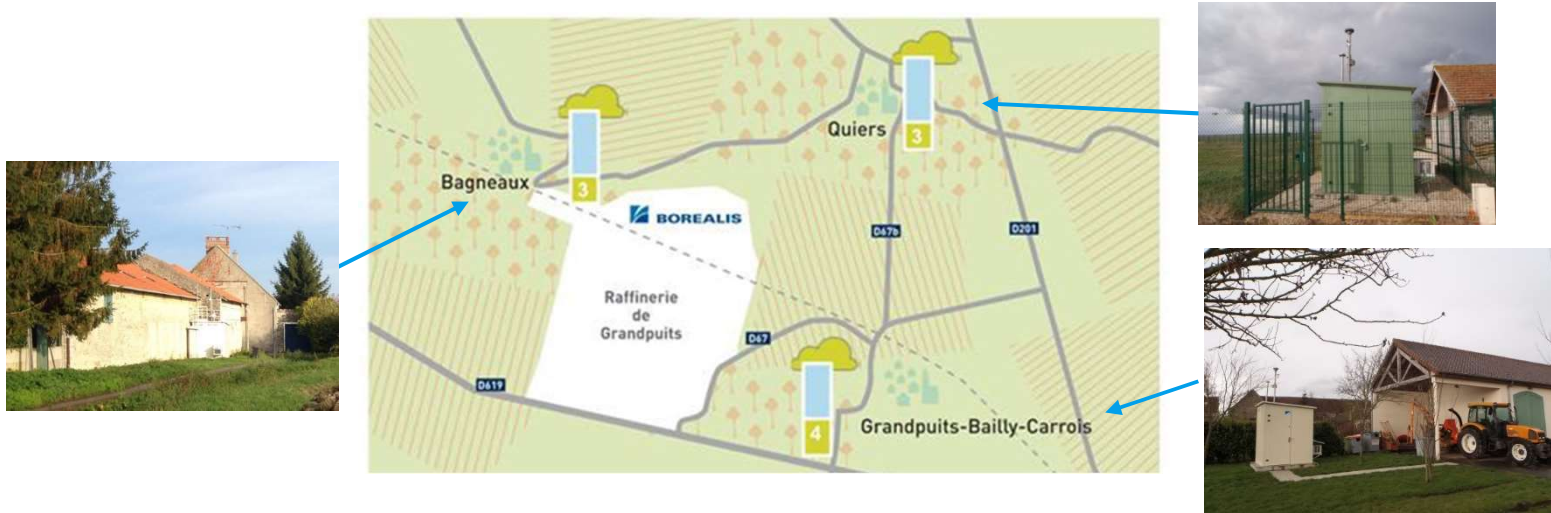 Quiers
3
Bagneaux
3
BOREALIS
D67b
D201
Raffinerie
de
Grandpuits
D67
D619
4
Grandpuits-Bailly-Carrois